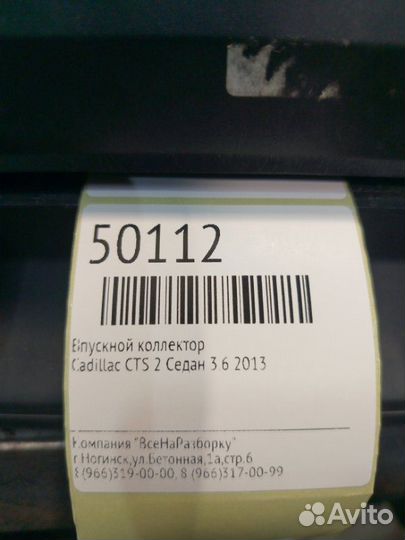 50112
Впускной коллектор
Cadillac CTS 2 Седан 3 6 2013
Компания "ВсеНаРазборку"
г.Ногинск,ул.Бетонная,1а,стр.6
8(966)319-00-00, 8 (966)317-00-99
Avito